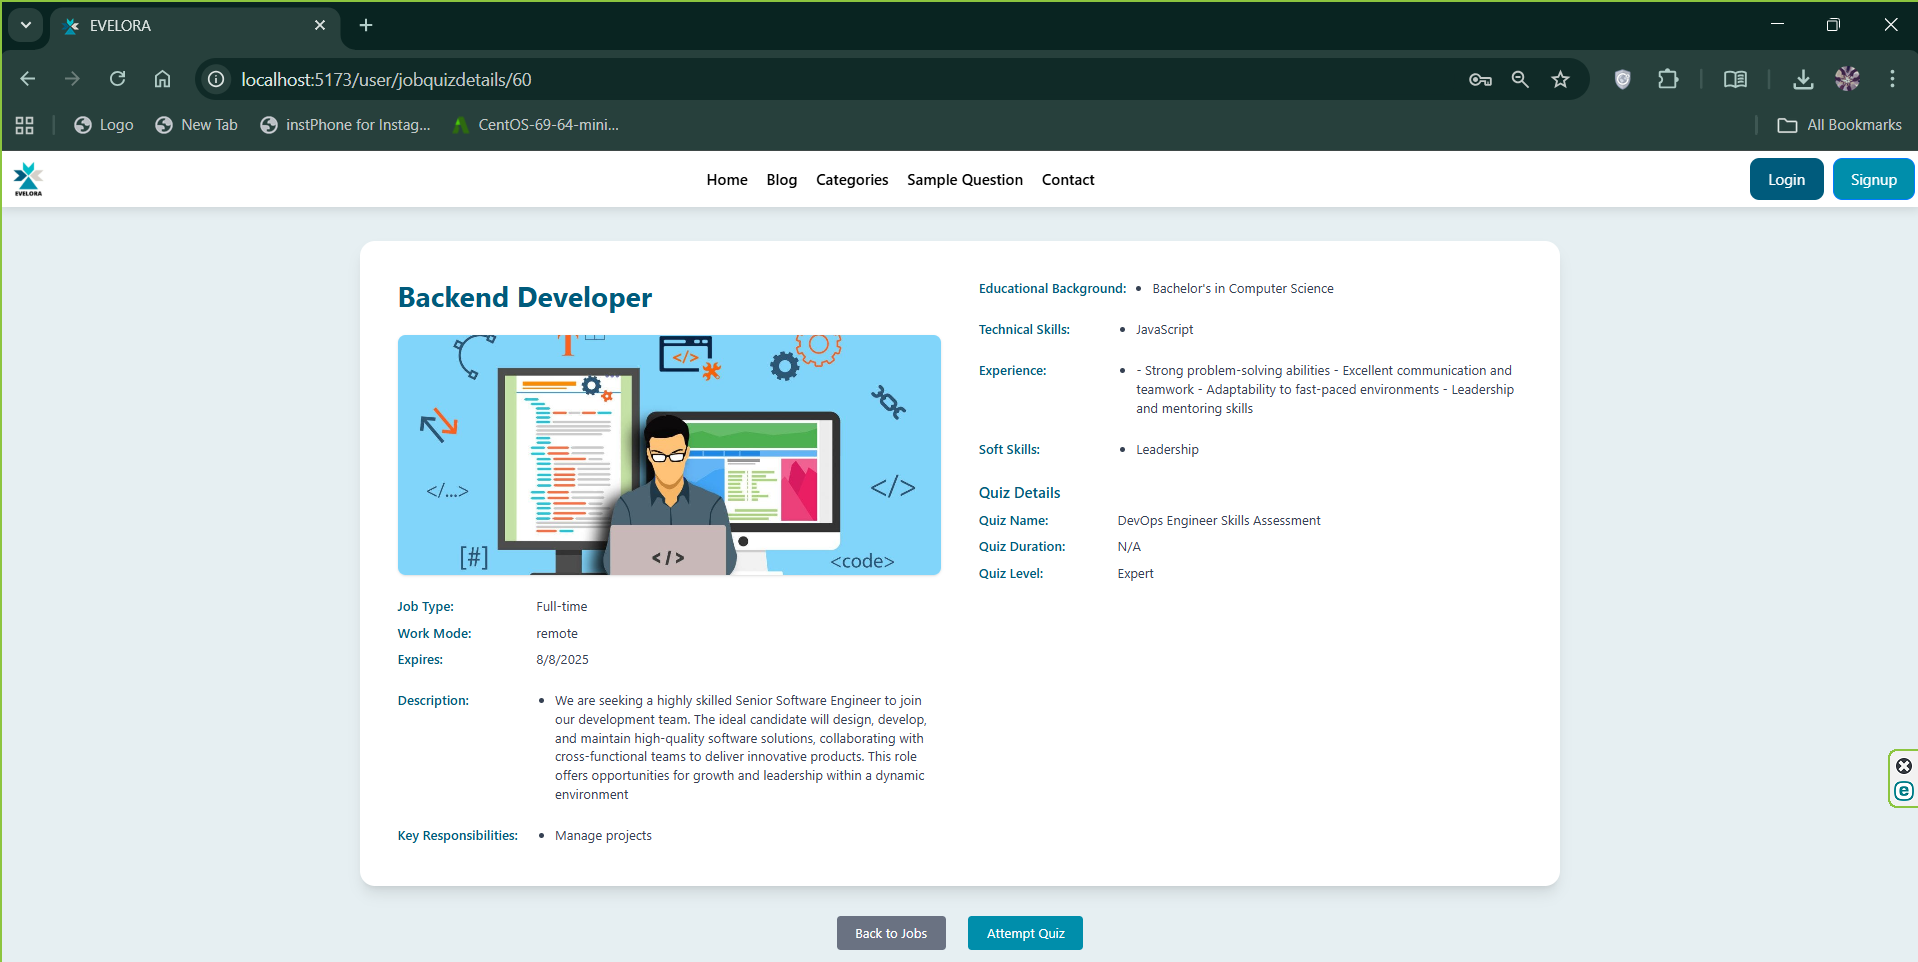 EVELORA
localhost:5173/user/jobquizdetails/60
Logo
New Tab
instPhone for Instag...
CentOS-69-64-mini...
All Bookmarks
EVELORA
Home
Blog
Categories
Sample Question
Contact
Login
Signup
Backend Developer
T
</>
</...>
</>
[#]
</>
<code>
Job Type: Full-time
Work Mode: remote
Expires: 8/8/2025
Description: • We are seeking a highly skilled Senior Software Engineer to join
our development team. The ideal candidate will design, develop,
and maintain high-quality software solutions, collaborating with
cross-functional teams to deliver innovative products. This role
offers opportunities for growth and leadership within a dynamic
environment
Key Responsibilities: • Manage projects
Educational Background: • Bachelor's in Computer Science
Technical Skills: • JavaScript
Experience: • - Strong problem-solving abilities - Excellent communication and
teamwork - Adaptability to fast-paced environments - Leadership
and mentoring skills
Soft Skills: • Leadership
Quiz Details
Quiz Name: DevOps Engineer Skills Assessment
Quiz Duration: N/A
Quiz Level: Expert
e
Back to Jobs
Attempt Quiz